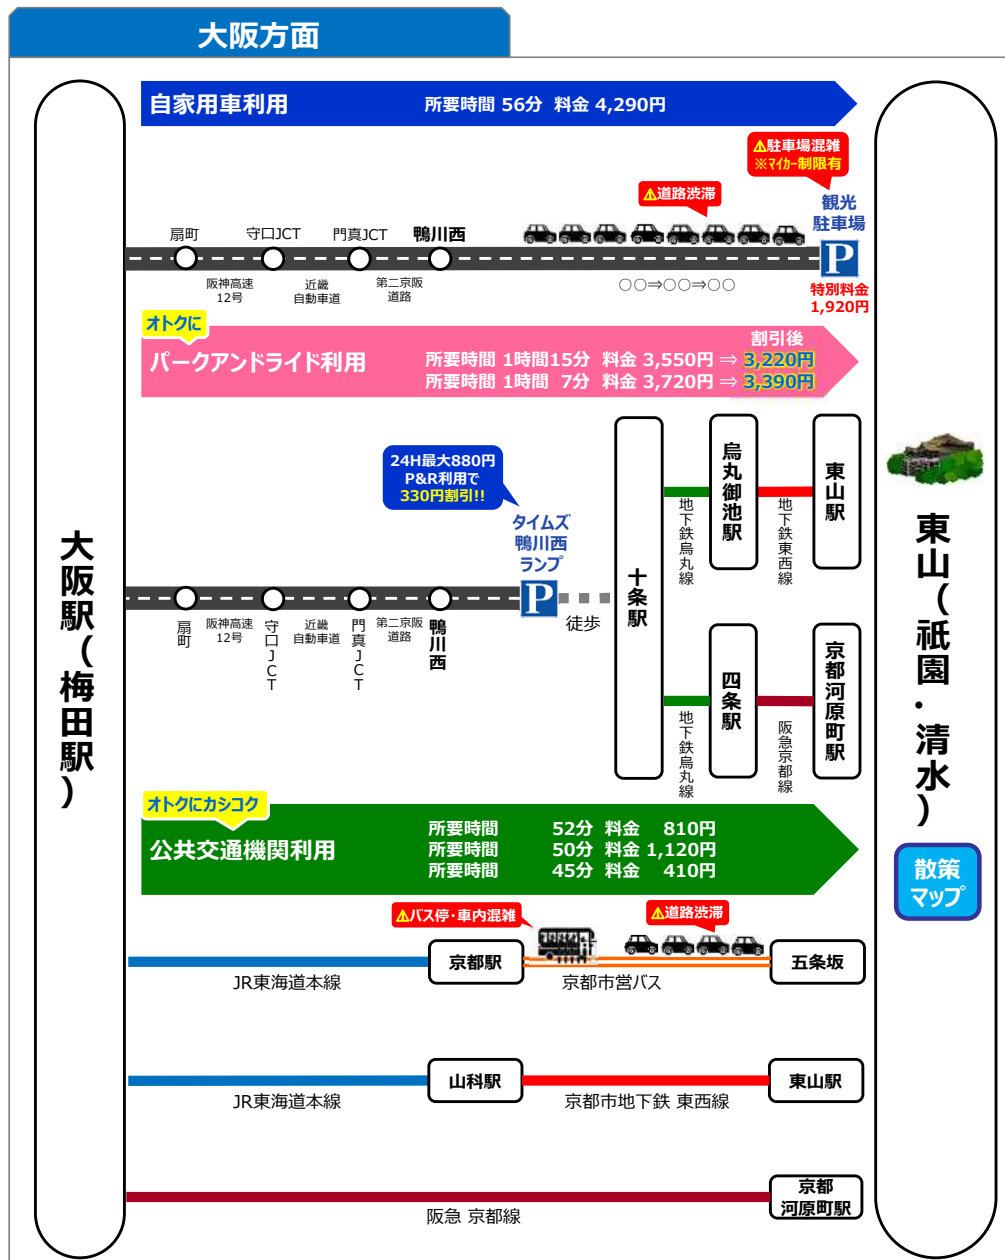 大阪方面
大阪駅(梅田駅)
自家用車利用 所要時間 56分 料金 4,290円
⚠駐車場混雑
※マイカー制限有
⚠道路渋滞
観光
駐車場
扇町
守口JCT
門真JCT
鴨川西
P
阪神高速
12号
近畿
自動車道
第二京阪
道路
○○⇒○○⇒○○
特別料金
1,920円
オトクに
パークアンドライド利用
割引後
所要時間 1時間15分 料金 3,550円 ⇒ 3,220円
所要時間 1時間 7分 料金 3,720円 ⇒ 3,390円
24H最大880円
P&R利用で
330円割引!!
タイムズ
鴨川西
ランプ
P
扇町
阪神高速
12号
守口JCT
近畿
自動車道
門真JCT
第二京阪
道路
鴨川西
徒歩
十条駅
地下鉄烏丸線
烏丸御池駅
地下鉄東西線
東山駅
地下鉄烏丸線
四条駅
阪急京都線
京都河原町駅
オトクにカシコク
公共交通機関利用
所要時間 52分 料金 810円
所要時間 50分 料金 1,120円
所要時間 45分 料金 410円
⚠バス停・車内混雑
⚠道路渋滞
京都駅
五条坂
JR東海道本線
京都市営バス
山科駅
東山駅
JR東海道本線
京都市地下鉄 東西線
京都
河原町駅
阪急 京都線
東山(祇園・清水)
散策
マップ